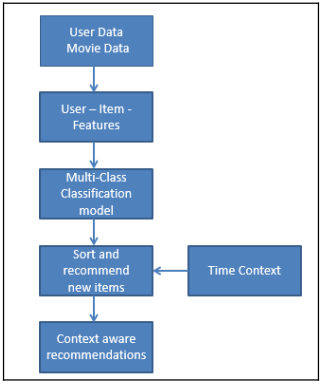 User Data
Movie Data
User – Item -
Features
Multi-Class
Classification
model
Sort and
recommend
new items
Time Context
Context aware
recommendations